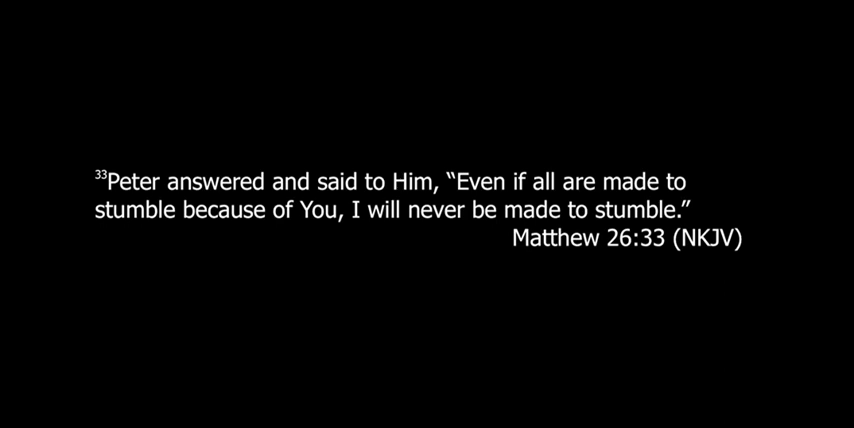 33Peter answered and said to Him, “Even if all are made to
stumble because of You, I will never be made to stumble.”
Matthew 26:33 (NKJV)